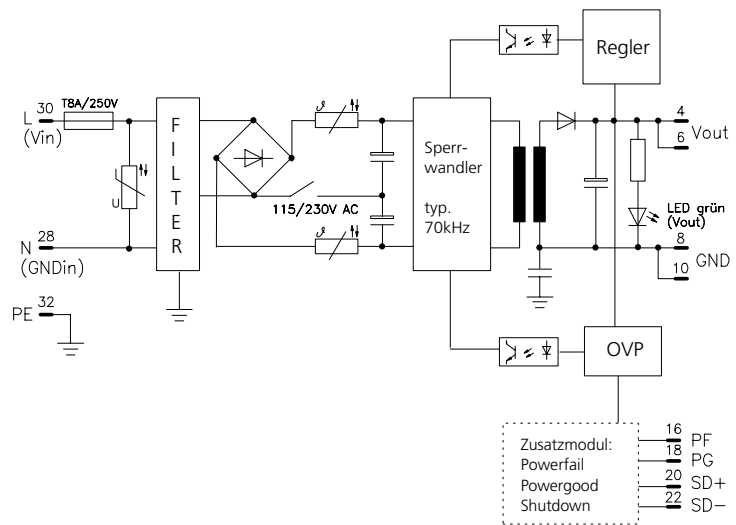 Regler
T8A/250V
L
30
(Vin)
U
N
28
(GNDin)
PE
32
FILTER
ϑ
115/230V AC
ϑ
Sperr-
wandler
typ.
70kHz
4
6
Vout
LED grün
(Vout)
8
GND
10
OVP
Zusatzmodul:
Powerfail
Powergood
Shutdown
16
PF
18
PG
20
SD+
22
SD−